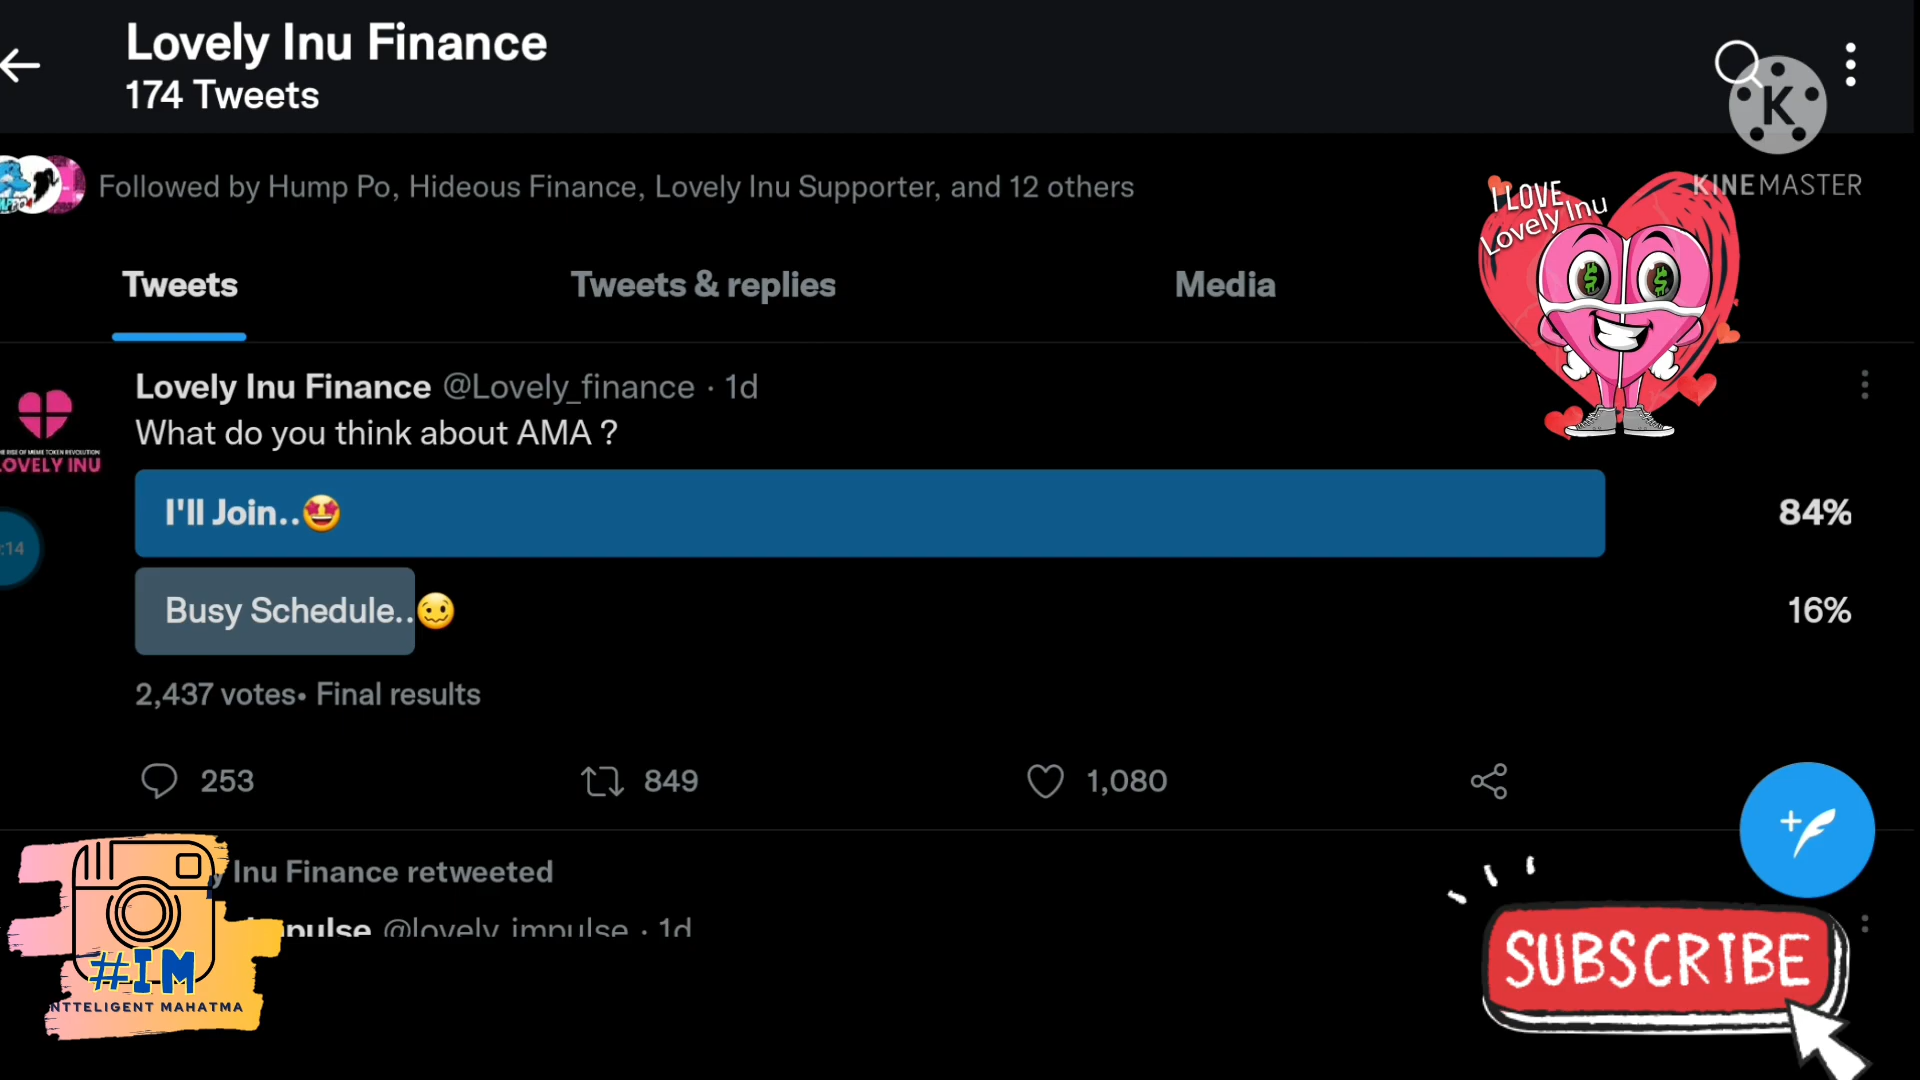 Lovely Inu Finance
174 Tweets
K
KINEMASTER
Followed by Hump Po, Hideous Finance, Lovely Inu Supporter, and 12 others
I LOVE
Lovely Inu
Tweets
Tweets & replies
Media
Lovely Inu Finance @Lovely_finance · 1d
What do you think about AMA ?
LOVELY INU
I'll Join..🤩
84%
:14
Busy Schedule..🥴
16%
2,437 votes• Final results
253
849
1,080
y Inu Finance retweeted
mpulse @lovely_impulse · 1d
#IM
NTTELIGENT MAHATMA
SUBSCRIBE